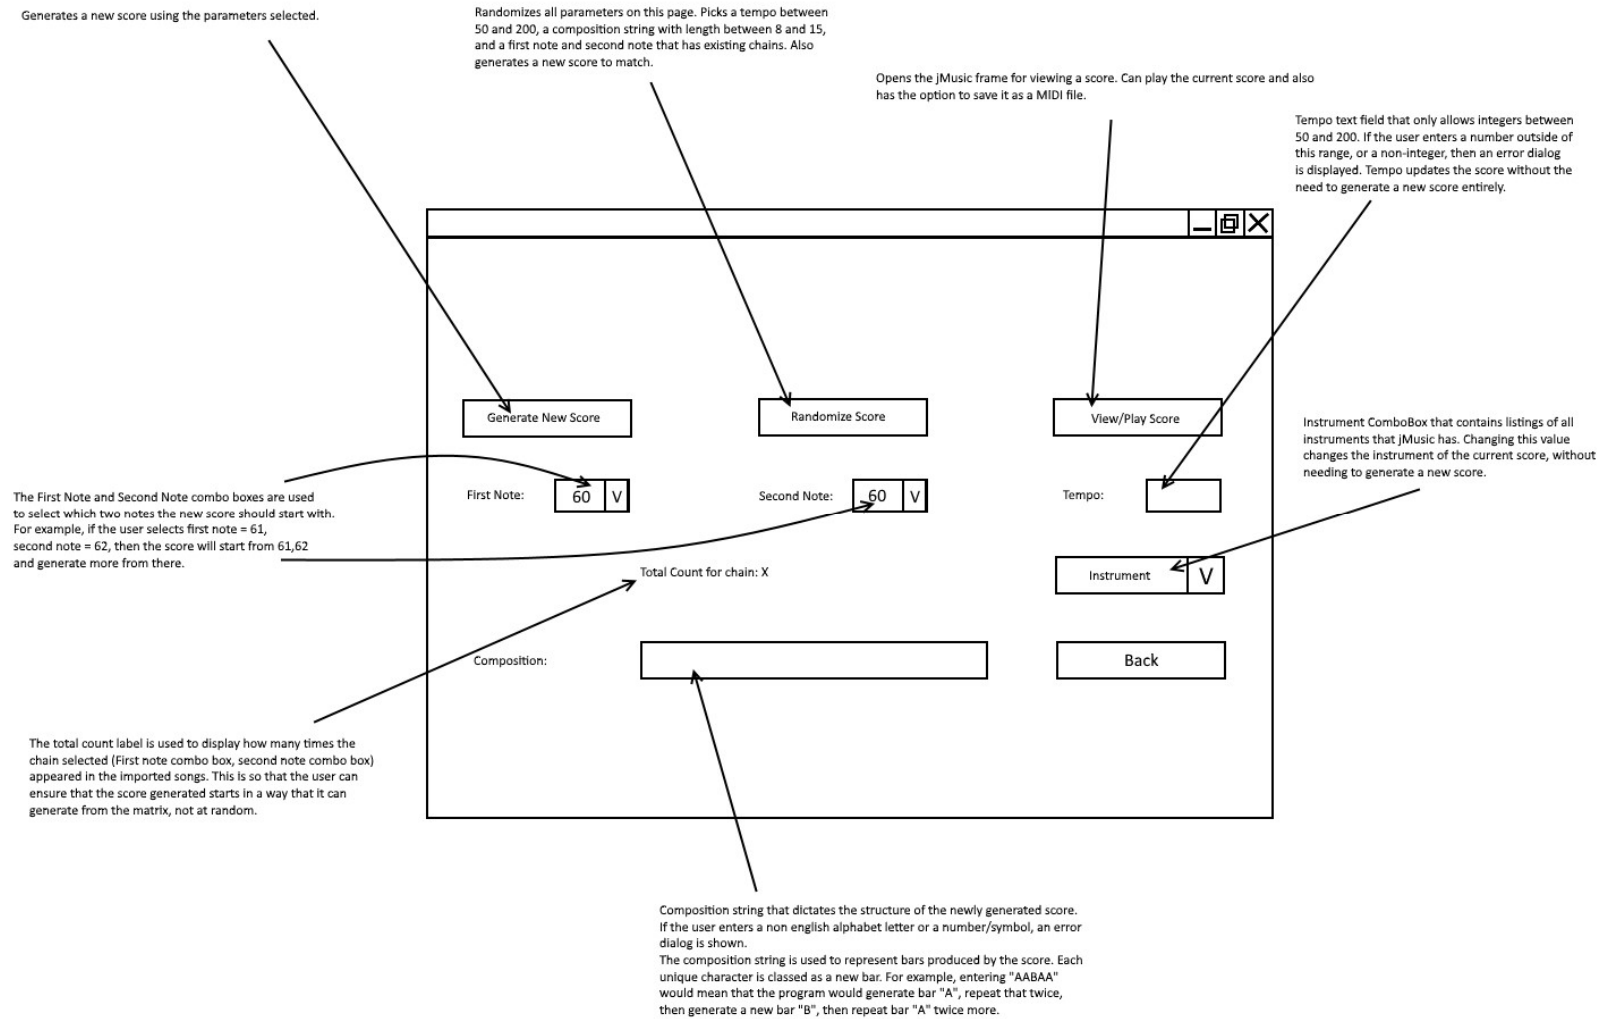 Generates a new score using the parameters selected.
Randomizes all parameters on this page. Picks a tempo between
50 and 200, a composition string with length between 8 and 15,
and a first note and second note that has existing chains. Also
generates a new score to match.
Opens the jMusic frame for viewing a score. Can play the current score and also
has the option to save it as a MIDI file.
Tempo text field that only allows integers between
50 and 200. If the user enters a number outside of
this range, or a non-integer, then an error dialog
is displayed. Tempo updates the score without the
need to generate a new score entirely.
Generate New Score
Randomize Score
View/Play Score
Instrument ComboBox that contains listings of all
instruments that jMusic has. Changing this value
changes the instrument of the current score, without
needing to generate a new score.
The First Note and Second Note combo boxes are used
to select which two notes the new score should start with.
For example, if the user selects first note = 61,
second note = 62, then the score will start from 61,62
and generate more from there.
First Note: 60 V
Second Note: 60 V
Tempo:
Total Count for chain: X
Instrument V
Composition:
Back
The total count label is used to display how many times the
chain selected (First note combo box, second note combo box)
appeared in the imported songs. This is so that the user can
ensure that the score generated starts in a way that it can
generate from the matrix, not at random.
Composition string that dictates the structure of the newly generated score.
If the user enters a non english alphabet letter or a number/symbol, an error
dialog is shown.
The composition string is used to represent bars produced by the score. Each
unique character is classed as a new bar. For example, entering "AABAA"
would mean that the program would generate bar "A", repeat that twice,
then generate a new bar "B", then repeat bar "A" twice more.